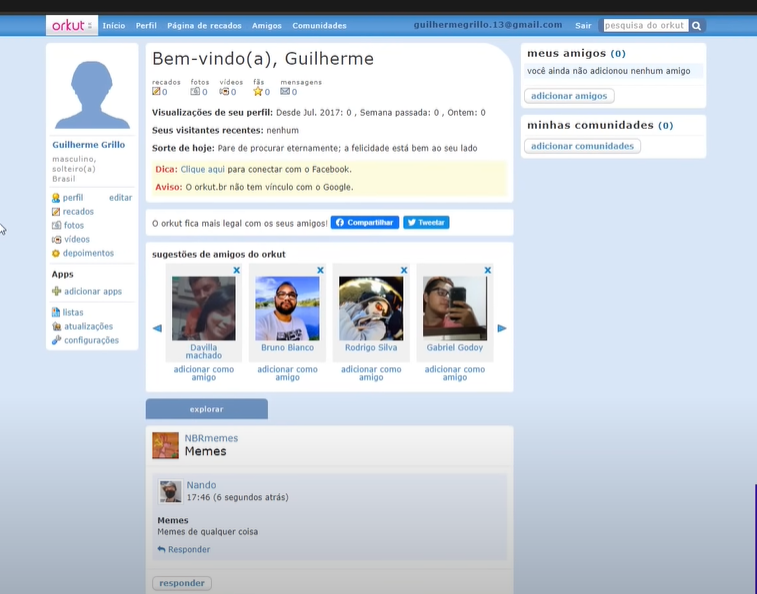 orkut
Início Perfil Página de recados Amigos Comunidades
guilhermegrillo.13@gmail.com Sair pesquisa do orkut
Guilherme Grillo
masculino,
solteiro(a)
Brasil
perfil editar
recados
fotos
vídeos
depoimentos
Apps
adicionar apps
listas
atualizações
configurações
Bem-vindo(a), Guilherme
recados fotos vídeos fãs mensagens
0 0 0 0 0
Visualizações de seu perfil: Desde Jul. 2017: 0 , Semana passada: 0 , Ontem: 0
Seus visitantes recentes: nenhum
Sorte de hoje: Pare de procurar eternamente; a felicidade está bem ao seu lado
Dica: Clique aqui para conectar com o Facebook.
Aviso: O orkut.br não tem vínculo com o Google.
O orkut fica mais legal com os seus amigos! Compartilhar Tweetar
sugestões de amigos do orkut
x x x x
Davilla
machado
Bruno Bianco
Rodrigo Silva
Gabriel Godoy
adicionar como
amigo
adicionar como
amigo
adicionar como
amigo
adicionar como
amigo
explorar
NBRmemes
Memes
Nando
17:46 (6 segundos atrás)
Memes
Memes de qualquer coisa
Responder
responder
meus amigos (0)
você ainda não adicionou nenhum amigo
adicionar amigos
minhas comunidades (0)
adicionar comunidades